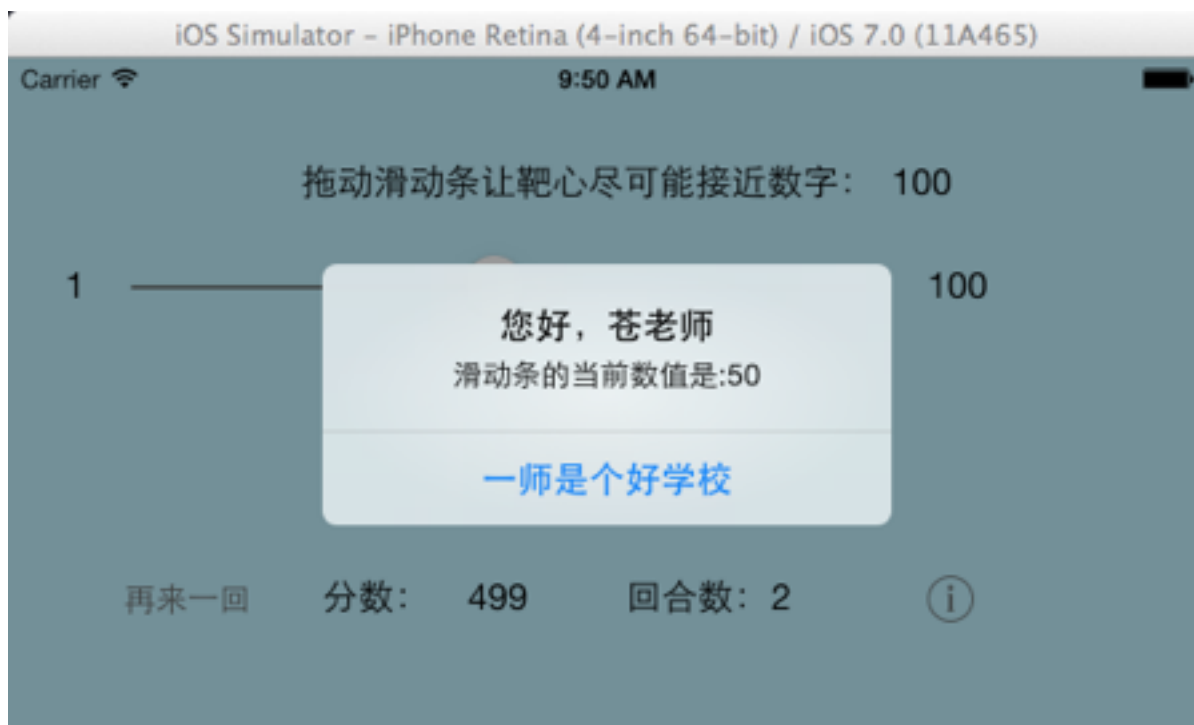 iOS Simulator – iPhone Retina (4-inch 64-bit) / iOS 7.0 (11A465)
Carrier 9:50 AM
拖动滑动条让靶心尽可能接近数字： 100
1 100
您好，苍老师
滑动条的当前数值是:50
一师是个好学校
再来一回 分数： 499 回合数：2 i